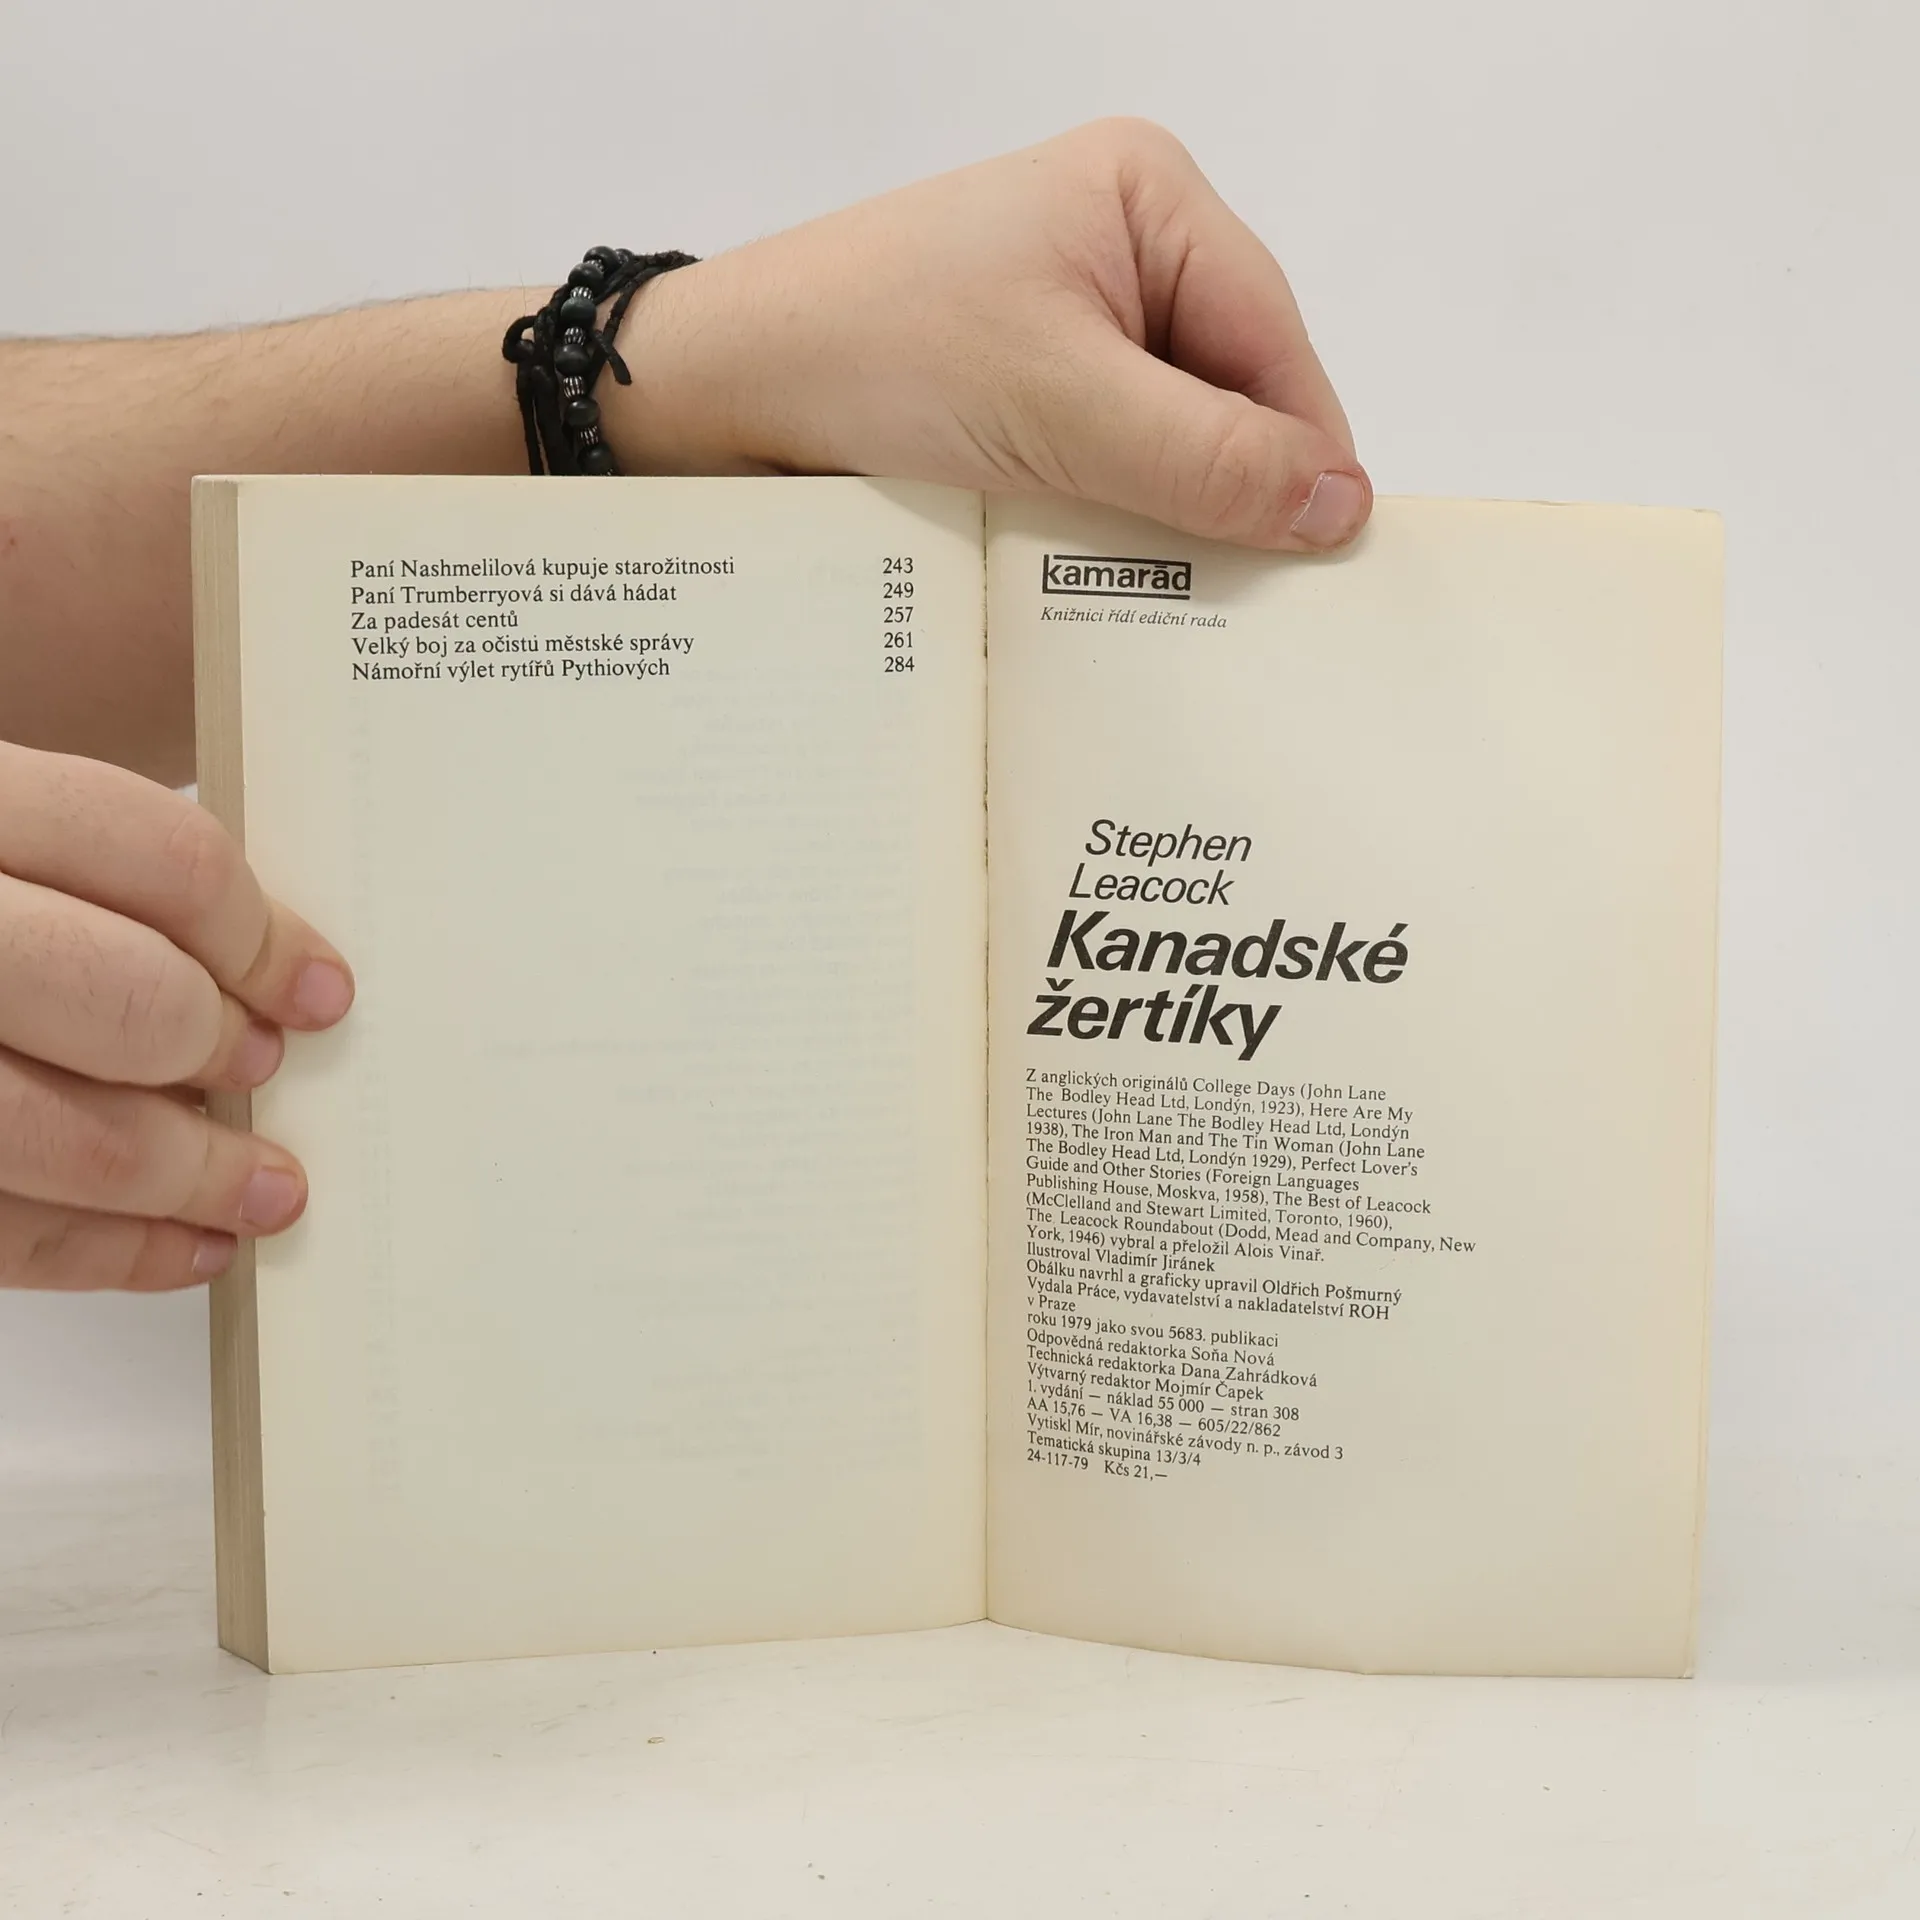 Paní Nashmelilová kupuje starožitnosti 243
Paní Trumberryová si dává hádat 249
Za padesát centů 257
Velký boj za očistu městské správy 261
Námořní výlet rytířů Pythiových 284
kamarád
Knižnici řídí ediční rada
Stephen
Leacock
Kanadské
žertíky
Z anglických originálů College Days (John Lane
The Bodley Head Ltd, Londýn, 1923), Here Are My
Lectures (John Lane The Bodley Head Ltd, Londýn
1938), The Iron Man and The Tin Woman (John Lane
The Bodley Head Ltd, Londýn 1929), Perfect Lover's
Guide and Other Stories (Foreign Languages
Publishing House, Moskva, 1958), The Best of Leacock
(McClelland and Stewart Limited, Toronto, 1960),
The Leacock Roundabout (Dodd, Mead and Company, New
York, 1946) vybral a přeložil Alois Vinař.
Ilustroval Vladimír Jiránek
Obálku navrhl a graficky upravil Oldřich Pošmurný
Vydala Práce, vydavatelství a nakladatelství ROH
v Praze
roku 1979 jako svou 5683. publikaci
Odpovědná redaktorka Soňa Nová
Technická redaktorka Dana Zahrádková
Výtvarný redaktor Mojmír Čapek
1. vydání — náklad 55 000 — stran 308
AA 15,76 — VA 16,38 — 605/22/862
Vytiskl Mír, novinářské závody n. p., závod 3
Tematická skupina 13/3/4
24-117-79 Kčs 21,—